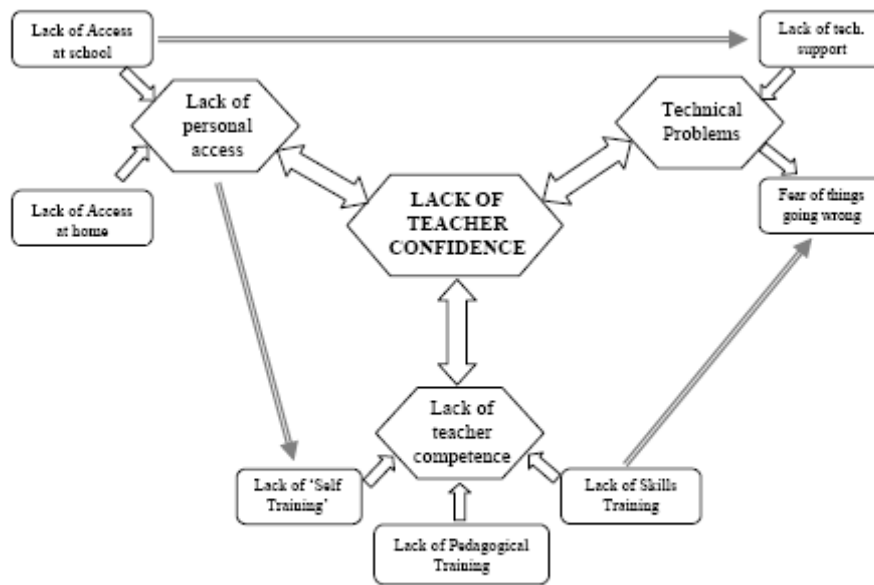 Lack of Access
at school
Lack of tech.
support
Lack of
personal
access
Technical
Problems
Lack of Access
at home
LACK OF
TEACHER
CONFIDENCE
Fear of things
going wrong
Lack of
teacher
competence
Lack of ‘Self
Training’
Lack of Skills
Training
Lack of Pedagogical
Training